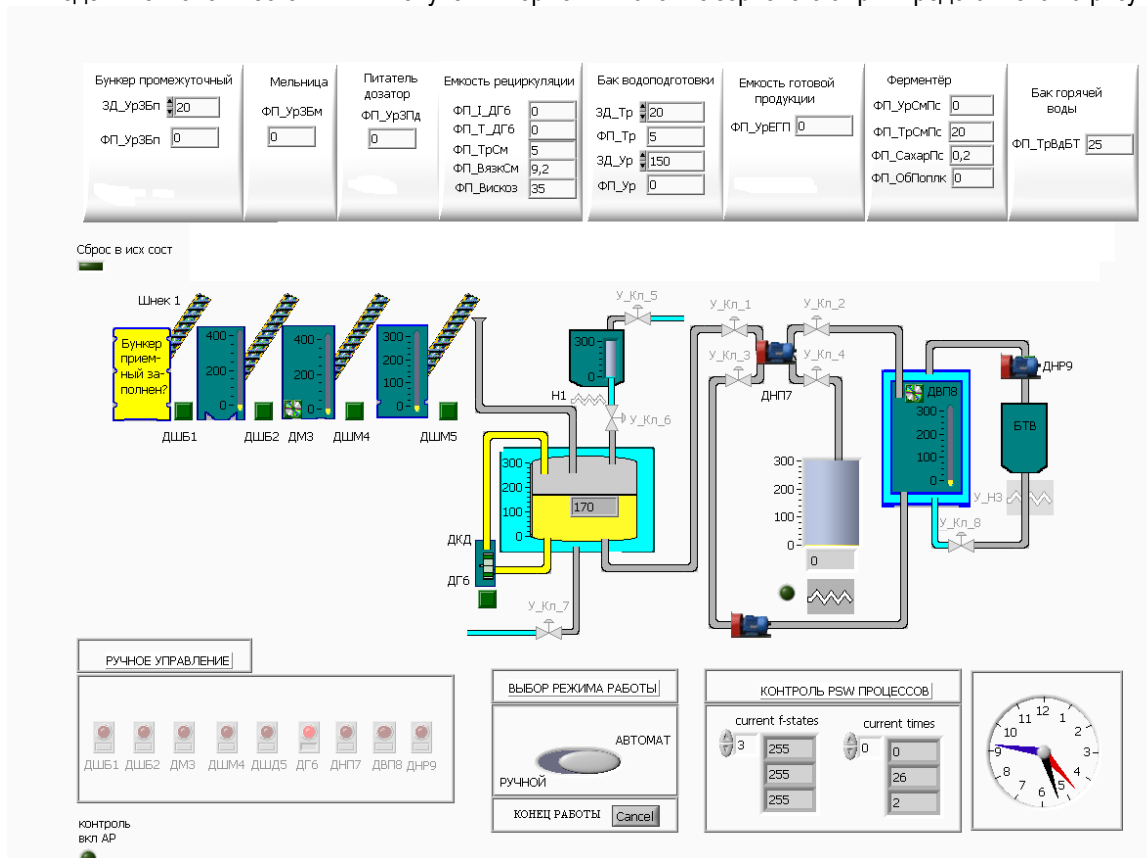 Бункер промежуточный
ЗД_УрЗБп 20
ФП_УрЗБп 0
Мельница
ФП_УрЗБм
0
Питатель
дозатор
ФП_УрЗПд
0
Емкость рециркуляции
ФП_I_ДГ6 0
ФП_Т_ДГ6 0
ФП_ТрСм 5
ФП_ВязкСм 9,2
ФП_Вискоз 35
Бак водоподготовки
ЗД_Тр 20
ФП_Тр 5
ЗД_Ур 150
ФП_Ур 0
Емкость готовой
продукции
ФП_УрЕГП 0
Ферментёр
ФП_УрСмПс 0
ФП_ТрСмПс 20
ФП_СахарПс 0,2
ФП_ОбПоплк 0
Бак горячей
воды
ФП_ТрВдБТ 25
Сброс в исх сост
Шнек 1
Бункер
прием-
ный за-
полнен?
400
200
0
400
200
0
300
200
100
0
ДШБ1 ДШБ2 ДМ3 ДШМ4 ДШМ5
У_Кл_5
300
0
Н1
У_Кл_6
У_Кл_1 У_Кл_2
У_Кл_3 У_Кл_4
ДНП7
ДНР9
ДВП8
300
200
100
0
БТВ
У_Н3
У_Кл_8
300
200
100
0
170
ДКД
ДГ6
У_Кл_7
300
200
100
0
0
РУЧНОЕ УПРАВЛЕНИЕ
ДШБ1 ДШБ2 ДМ3 ДШМ4 ДШД5 ДГ6 ДНП7 ДВП8 ДНР9
контроль
вкл АР
ВЫБОР РЕЖИМА РАБОТЫ
АВТОМАТ
РУЧНОЙ
КОНЕЦ РАБОТЫ Cancel
КОНТРОЛЬ PSW ПРОЦЕССОВ
current f-states current times
3 255 0 0
255 26
255 2
12 1 2 3 4 5 6 7 8 9 10 11